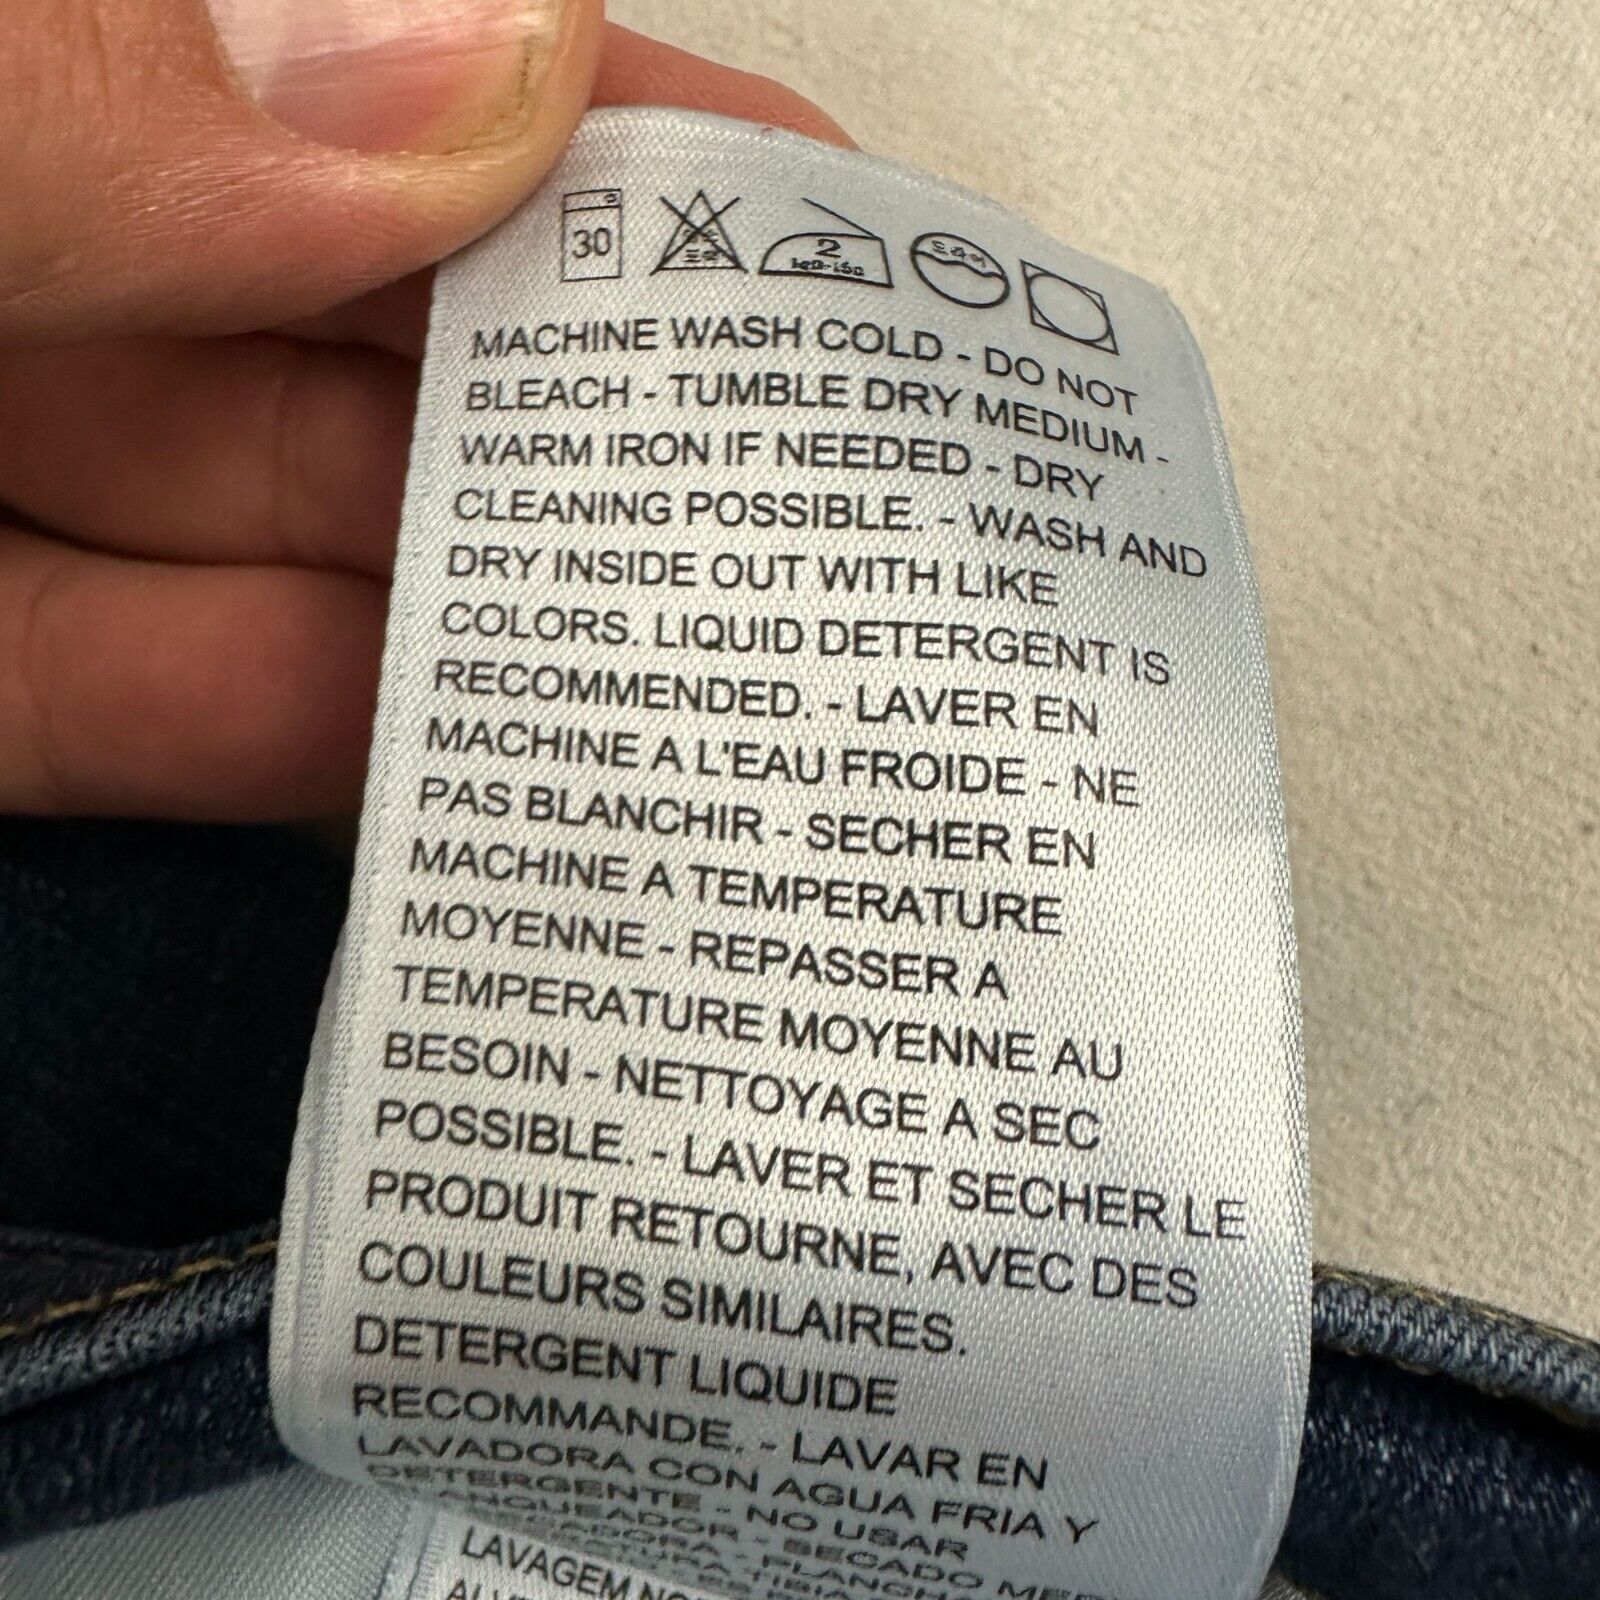 30
2
MACHINE WASH COLD - DO NOT
BLEACH - TUMBLE DRY MEDIUM -
WARM IRON IF NEEDED - DRY
CLEANING POSSIBLE. - WASH AND
DRY INSIDE OUT WITH LIKE
COLORS. LIQUID DETERGENT IS
RECOMMENDED. - LAVER EN
MACHINE A L'EAU FROIDE - NE
PAS BLANCHIR - SECHER EN
MACHINE A TEMPERATURE
MOYENNE - REPASSER A
TEMPERATURE MOYENNE AU
BESOIN - NETTOYAGE A SEC
POSSIBLE. - LAVER ET SECHER LE
PRODUIT RETOURNE, AVEC DES
COULEURS SIMILAIRES.
DETERGENT LIQUIDE
RECOMMANDE. - LAVAR EN
LAVADORA CON AGUA FRIA Y
DETERGENTE - NO USAR
BLANQUEADOR - SECADO
LAVAGEM